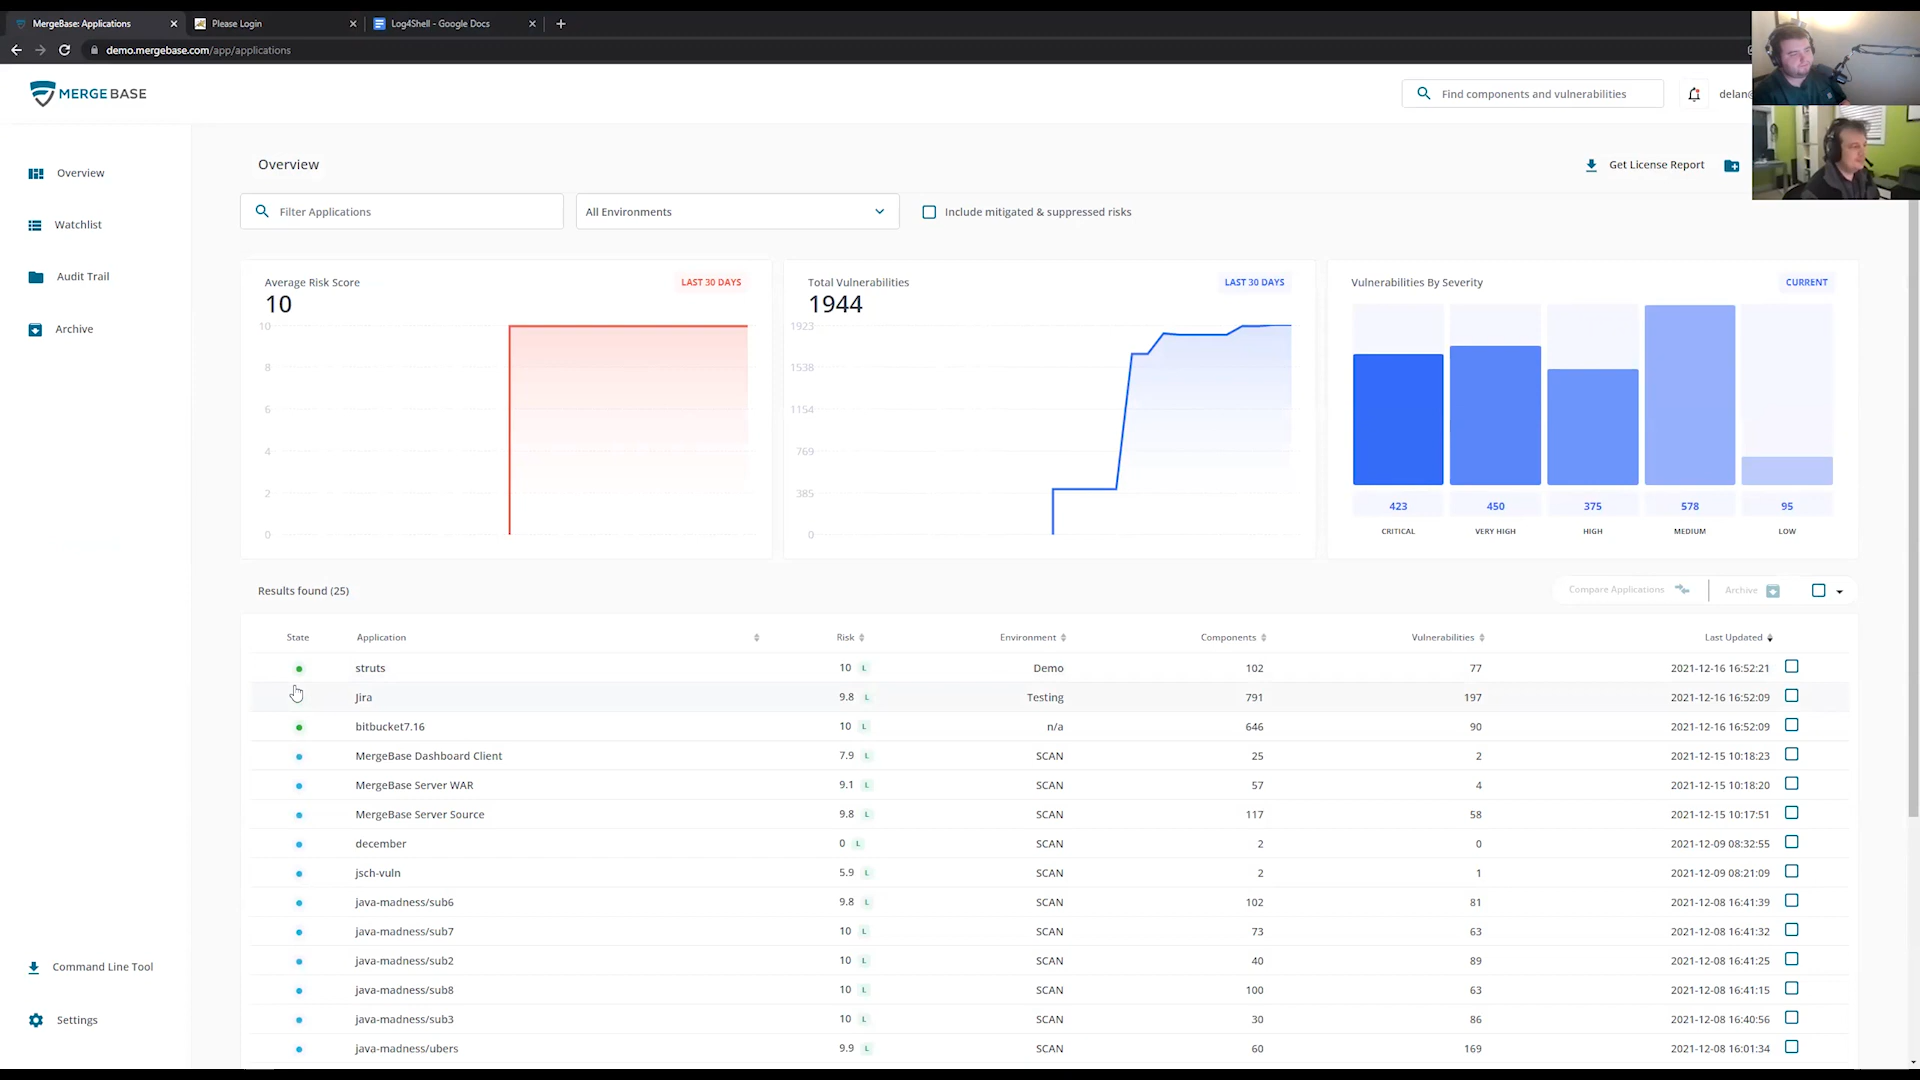 MergeBase: Applications
Please Login
Log4Shell - Google Docs
demo.mergebase.com/app/applications
MERGEBASE
Find components and vulnerabilities
delan@
Overview
Watchlist
Audit Trail
Archive
Command Line Tool
Settings
Overview
Get License Report
Filter Applications
All Environments
Include mitigated & suppressed risks
Average Risk Score
LAST 30 DAYS
10
10
8
6
4
2
0
Total Vulnerabilities
LAST 30 DAYS
1944
1923
1538
1154
769
385
0
Vulnerabilities By Severity
CURRENT
423 450 375 578 95
CRITICAL VERY HIGH HIGH MEDIUM LOW
Results found (25)
Compare Applications
Archive
State Application Risk Environment Components Vulnerabilities Last Updated
struts 10 L Demo 102 77 2021-12-16 16:52:21
Jira 9.8 L Testing 791 197 2021-12-16 16:52:09
bitbucket7.16 10 L n/a 646 90 2021-12-16 16:52:09
MergeBase Dashboard Client 7.9 L SCAN 25 2 2021-12-15 10:18:23
MergeBase Server WAR 9.1 L SCAN 57 4 2021-12-15 10:18:20
MergeBase Server Source 9.8 L SCAN 117 58 2021-12-15 10:17:51
december 0 L SCAN 2 0 2021-12-09 08:32:55
jsch-vuln 5.9 L SCAN 2 1 2021-12-09 08:21:09
java-madness/sub6 9.8 L SCAN 102 81 2021-12-08 16:41:39
java-madness/sub7 10 L SCAN 73 63 2021-12-08 16:41:32
java-madness/sub2 10 L SCAN 40 89 2021-12-08 16:41:25
java-madness/sub8 10 L SCAN 100 63 2021-12-08 16:41:15
java-madness/sub3 10 L SCAN 30 86 2021-12-08 16:40:56
java-madness/ubers 9.9 L SCAN 60 169 2021-12-08 16:01:34